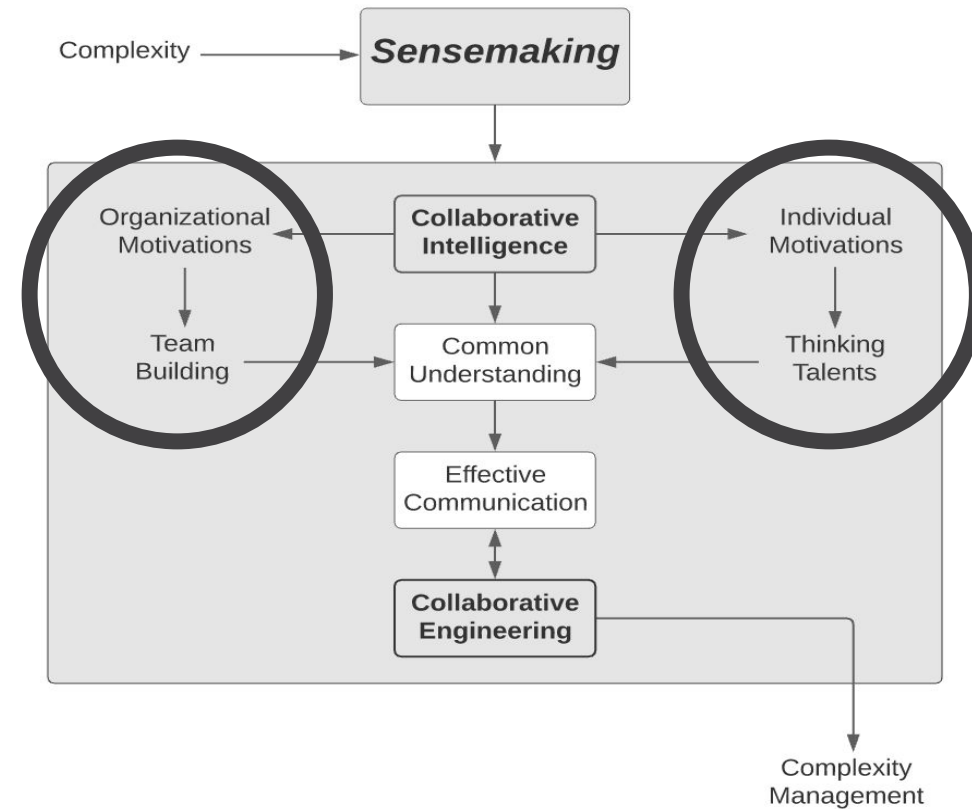 Complexity
Sensemaking
Organizational
Motivations
Collaborative
Intelligence
Individual
Motivations
Team
Building
Common
Understanding
Thinking
Talents
Effective
Communication
Collaborative
Engineering
Complexity
Management